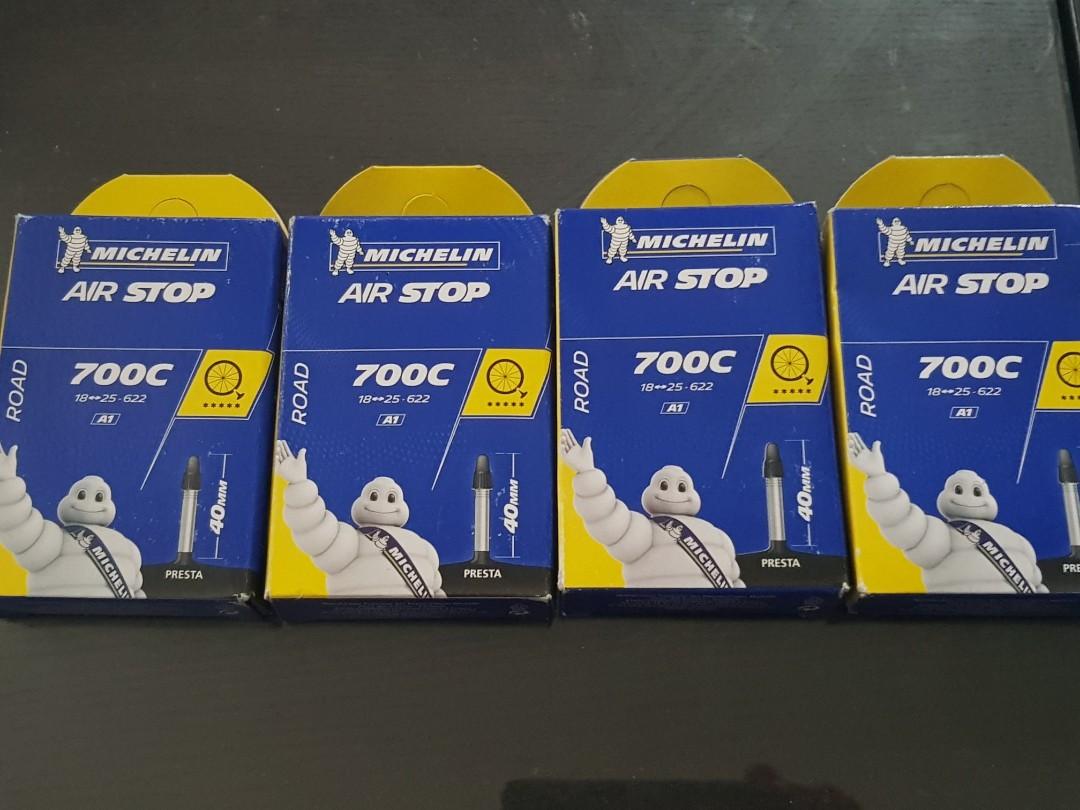 MICHELIN
AIR STOP
ROAD
700C
18↔25-622
A1
40MM
MICHELIN
PRESTA
MICHELIN
AIR STOP
ROAD
700C
18↔25-622
A1
40MM
MICHELIN
PRESTA
MICHELIN
AIR STOP
ROAD
700C
18↔25-622
A1
40MM
MICHELIN
PRESTA
MICHELIN
AIR STOP
ROAD
700C
18↔25-622
A1
MICHELIN
PRE